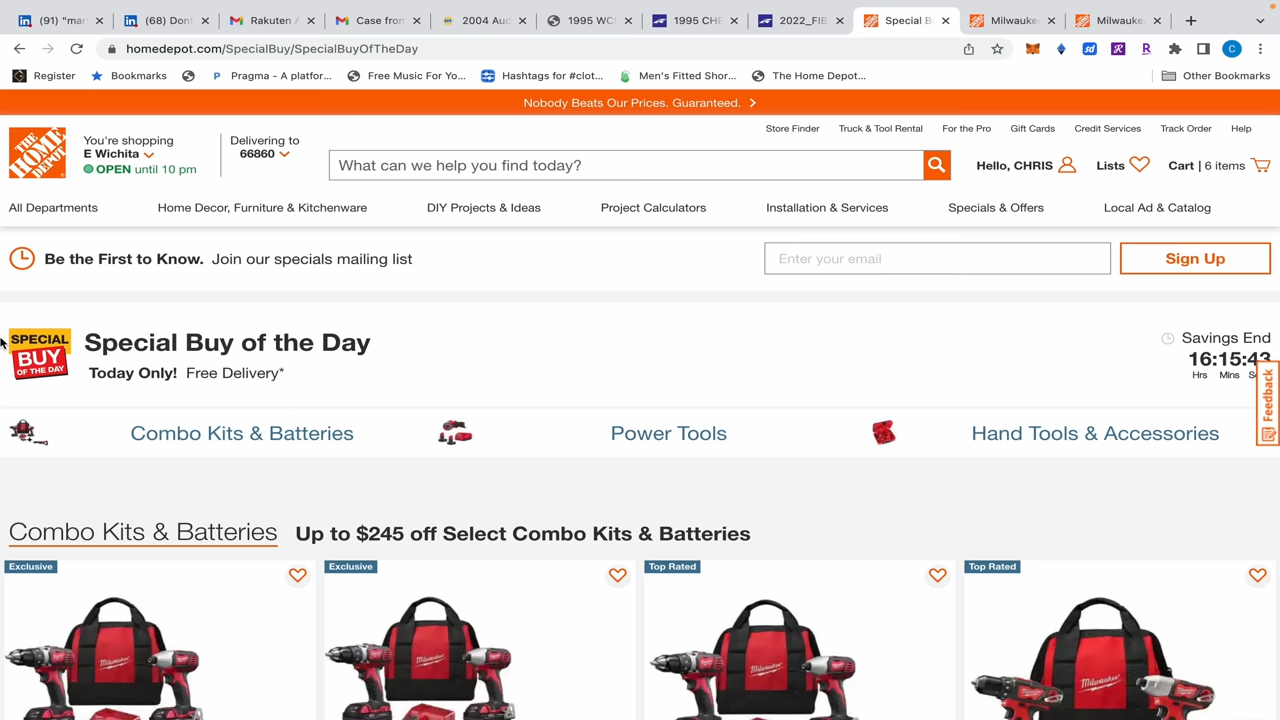 (91) "mar
(68) Dont
Rakuten A
Case from
2004 Aud
1995 WC
1995 CHE
2022_FIB
Special B
Milwauke
Milwauke
homedepot.com/SpecialBuy/SpecialBuyOfTheDay
Register
Bookmarks
Pragma - A platfor...
Free Music For Yo...
Hashtags for #clot...
Men's Fitted Shor...
The Home Depot...
Other Bookmarks
Nobody Beats Our Prices. Guaranteed.
Store Finder
Truck & Tool Rental
For the Pro
Gift Cards
Credit Services
Track Order
Help
THE HOME DEPOT
You're shopping
E Wichita
OPEN until 10 pm
Delivering to
66860
What can we help you find today?
Hello, CHRIS
Lists
Cart | 6 items
All Departments
Home Decor, Furniture & Kitchenware
DIY Projects & Ideas
Project Calculators
Installation & Services
Specials & Offers
Local Ad & Catalog
Be the First to Know. Join our specials mailing list
Enter your email
Sign Up
SPECIAL
BUY
OF THE DAY
Special Buy of the Day
Today Only! Free Delivery*
Savings End
16:15:43
Hrs Mins
Feedback
Combo Kits & Batteries
Power Tools
Hand Tools & Accessories
Combo Kits & Batteries Up to $245 off Select Combo Kits & Batteries
Exclusive
Exclusive
Top Rated
Top Rated
Milwaukee
Milwaukee
Milwaukee
Milwaukee